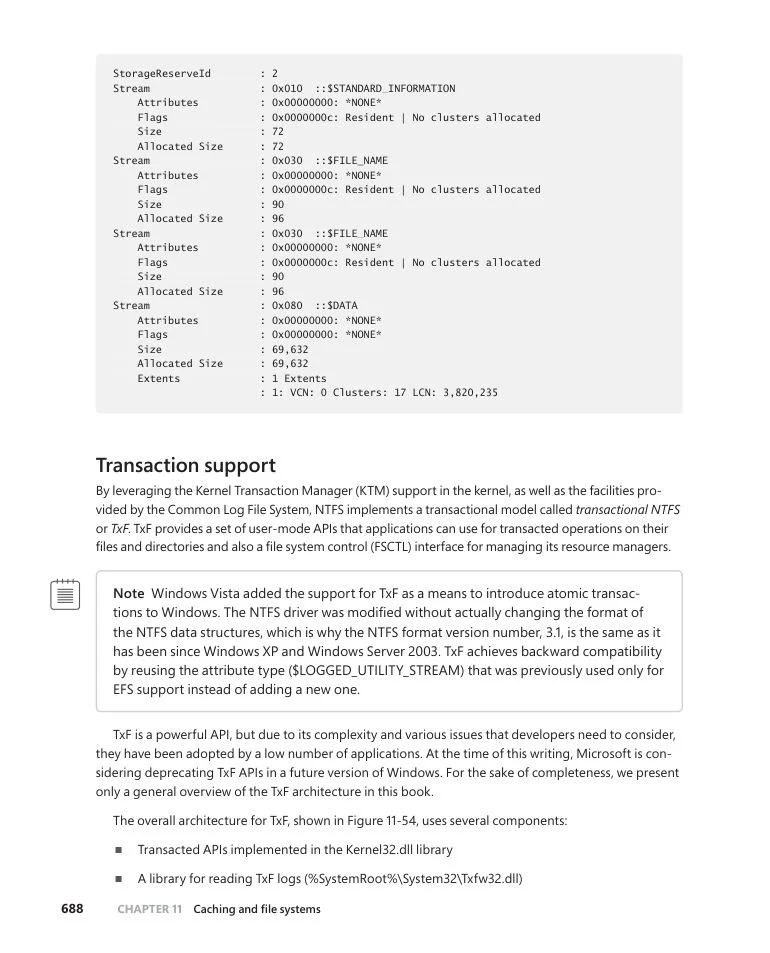 StorageReserveId        : 2
Stream                  : 0x010  ::$STANDARD_INFORMATION
    Attributes          : 0x00000000: *NONE*
    Flags               : 0x0000000c: Resident | No clusters allocated
    Size                : 72
    Allocated Size      : 72
Stream                  : 0x030  ::$FILE_NAME
    Attributes          : 0x00000000: *NONE*
    Flags               : 0x0000000c: Resident | No clusters allocated
    Size                : 90
    Allocated Size      : 96
Stream                  : 0x030  ::$FILE_NAME
    Attributes          : 0x00000000: *NONE*
    Flags               : 0x0000000c: Resident | No clusters allocated
    Size                : 90
    Allocated Size      : 96
Stream                  : 0x080  ::$DATA
    Attributes          : 0x00000000: *NONE*
    Flags               : 0x00000000: *NONE*
    Size                : 69,632
    Allocated Size      : 69,632
    Extents             : 1 Extents
                        : 1: VCN: 0 Clusters: 17 LCN: 3,820,235
Transaction support
By leveraging the Kernel Transaction Manager (KTM) support in the kernel, as well as the facilities pro-
vided by the Common Log File System, NTFS implements a transactional model called transactional NTFS
or TxF. TxF provides a set of user-mode APIs that applications can use for transacted operations on their
files and directories and also a file system control (FSCTL) interface for managing its resource managers.
Note Windows Vista added the support for TxF as a means to introduce atomic transac-
tions to Windows. The NTFS driver was modified without actually changing the format of
the NTFS data structures, which is why the NTFS format version number, 3.1, is the same as it
has been since Windows XP and Windows Server 2003. TxF achieves backward compatibility
by reusing the attribute type ($LOGGED_UTILITY_STREAM) that was previously used only for
EFS support instead of adding a new one.
TxF is a powerful API, but due to its complexity and various issues that developers need to consider,
they have been adopted by a low number of applications. At the time of this writing, Microsoft is con-
sidering deprecating TxF APIs in a future version of Windows. For the sake of completeness, we present
only a general overview of the TxF architecture in this book.
The overall architecture for TxF, shown in Figure 11-54, uses several components:
■ Transacted APIs implemented in the Kernel32.dll library
■ A library for reading TxF logs (%SystemRoot%\System32\Txfw32.dll)
688 CHAPTER 11 Caching and file systems